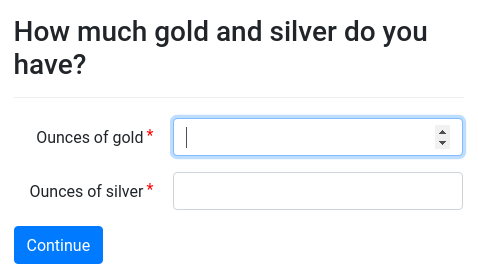 How much gold and silver do you
have?
Ounces of gold *
Ounces of silver *
Continue